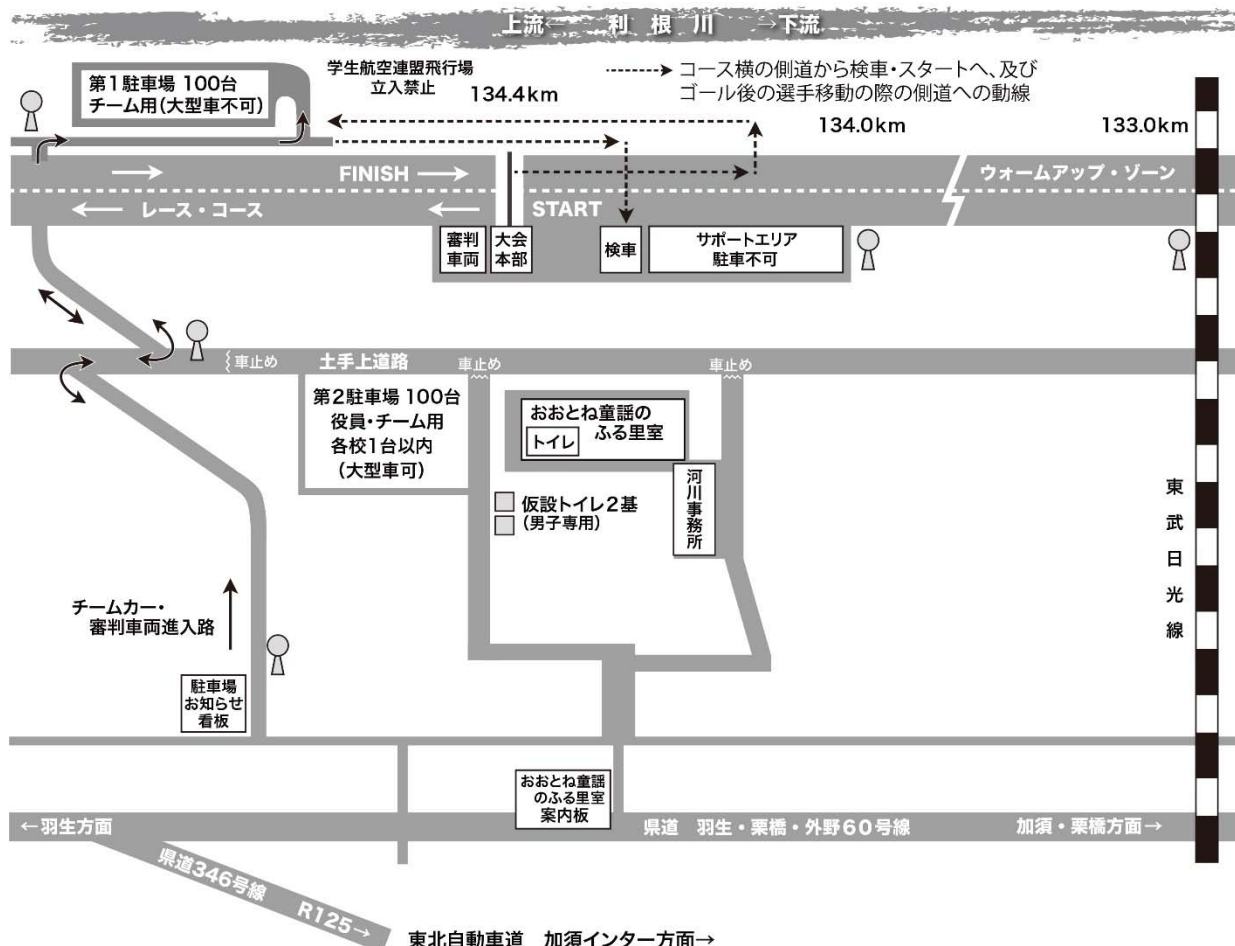 上流← 利根川 →下流
第1駐車場 100台
チーム用(大型車不可)
学生航空連盟飛行場
立入禁止
134.4km
コース横の側道から検車・スタートへ、及び
ゴール後の選手移動の際の側道への動線
134.0km
133.0km
FINISH
ウォームアップ・ゾーン
レース・コース
START
審判
車両
大会
本部
検車
サポートエリア
駐車不可
車止め
土手上道路
車止め
車止め
第2駐車場 100台
役員・チーム用
各校1台以内
(大型車可)
おおとね童謡の
ふる里室
トイレ
河川事務所
仮設トイレ2基
(男子専用)
東武日光線
チームカー・
審判車両進入路
駐車場
お知らせ
看板
おおとね童謡
のふる里室
案内板
←羽生方面
県道 羽生・栗橋・外野60号線
加須・栗橋方面→
県道346号線 R125→
東北自動車道 加須インター方面→